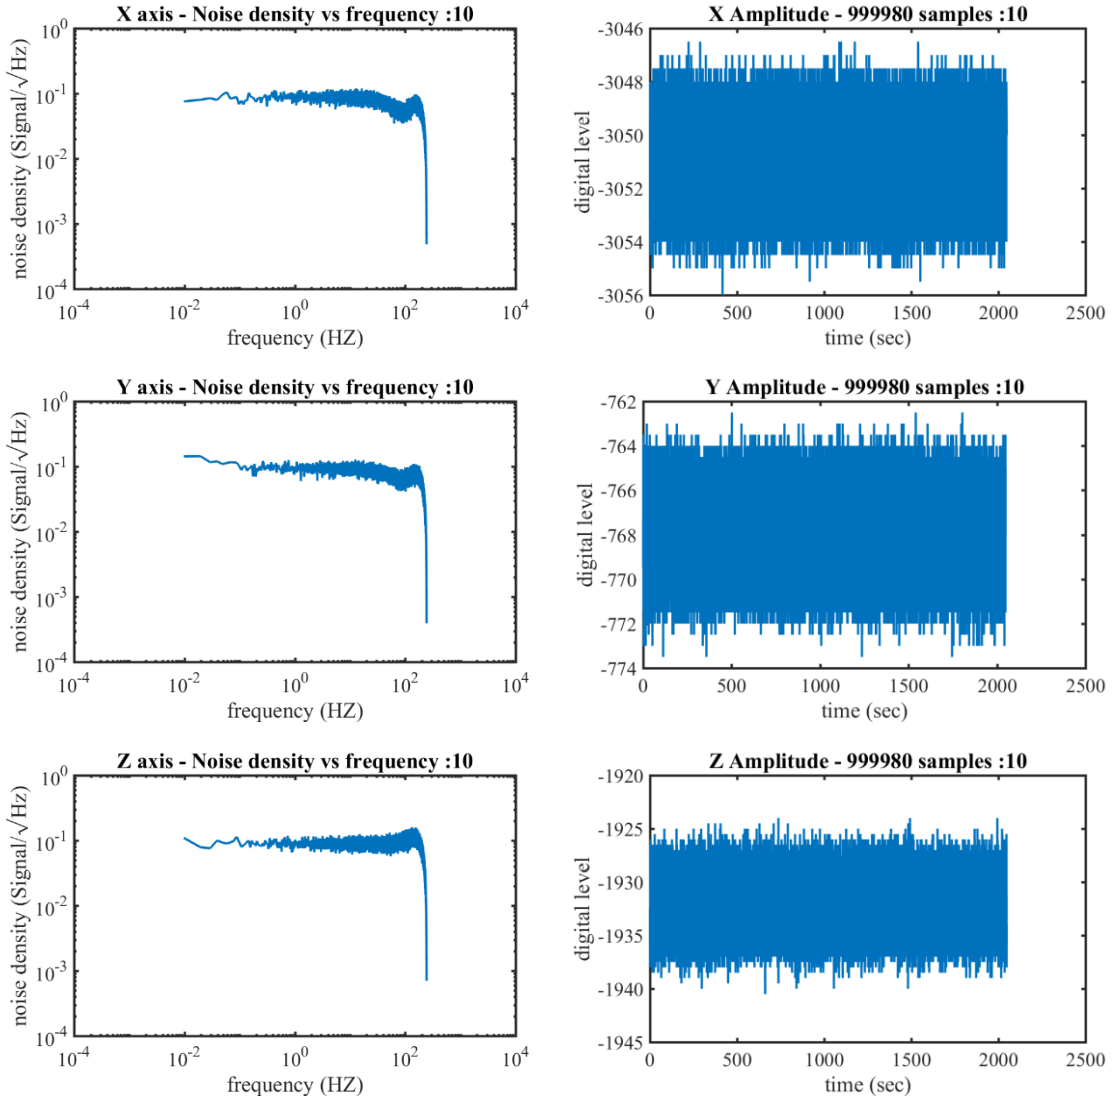 X axis - Noise density vs frequency :10
noise density (Signal/√Hz)
10^0
10^-1
10^-2
10^-3
10^-4
10^-4 10^-2 10^0 10^2 10^4
frequency (HZ)
X Amplitude - 999980 samples :10
digital level
-3046
-3048
-3050
-3052
-3054
-3056
0 500 1000 1500 2000 2500
time (sec)
Y axis - Noise density vs frequency :10
noise density (Signal/√Hz)
10^0
10^-1
10^-2
10^-3
10^-4
10^-4 10^-2 10^0 10^2 10^4
frequency (HZ)
Y Amplitude - 999980 samples :10
digital level
-762
-764
-766
-768
-770
-772
-774
0 500 1000 1500 2000 2500
time (sec)
Z axis - Noise density vs frequency :10
noise density (Signal/√Hz)
10^0
10^-1
10^-2
10^-3
10^-4
10^-4 10^-2 10^0 10^2 10^4
frequency (HZ)
Z Amplitude - 999980 samples :10
digital level
-1920
-1925
-1930
-1935
-1940
-1945
0 500 1000 1500 2000 2500
time (sec)